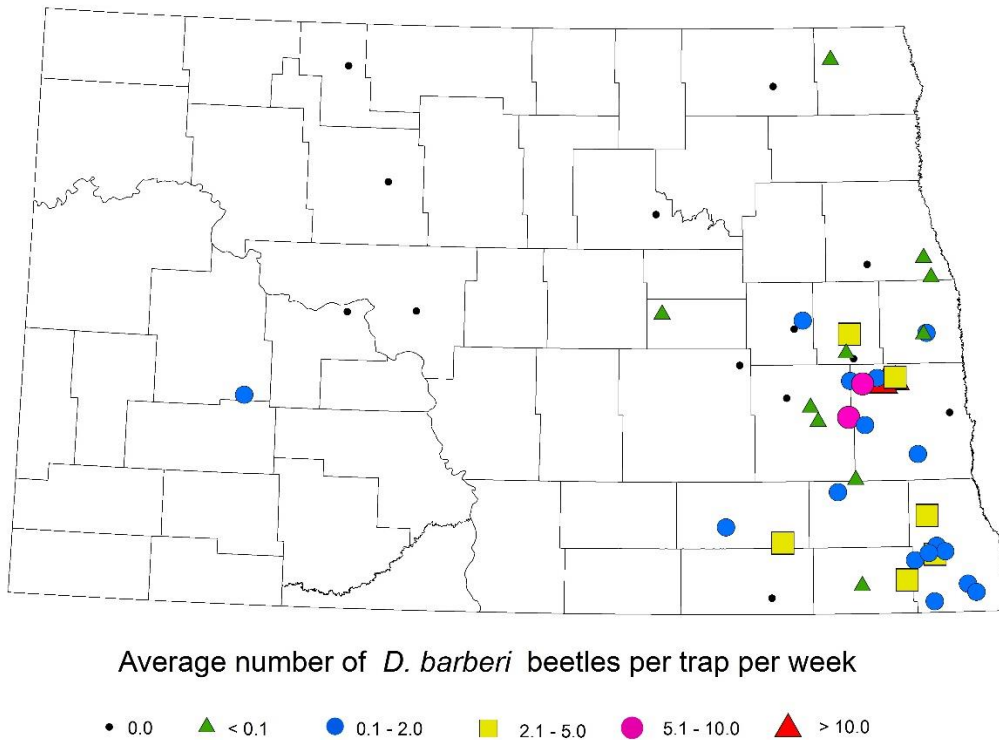 Average number of D. barberi beetles per trap per week
0.0 < 0.1 0.1 - 2.0 2.1 - 5.0 5.1 - 10.0 > 10.0